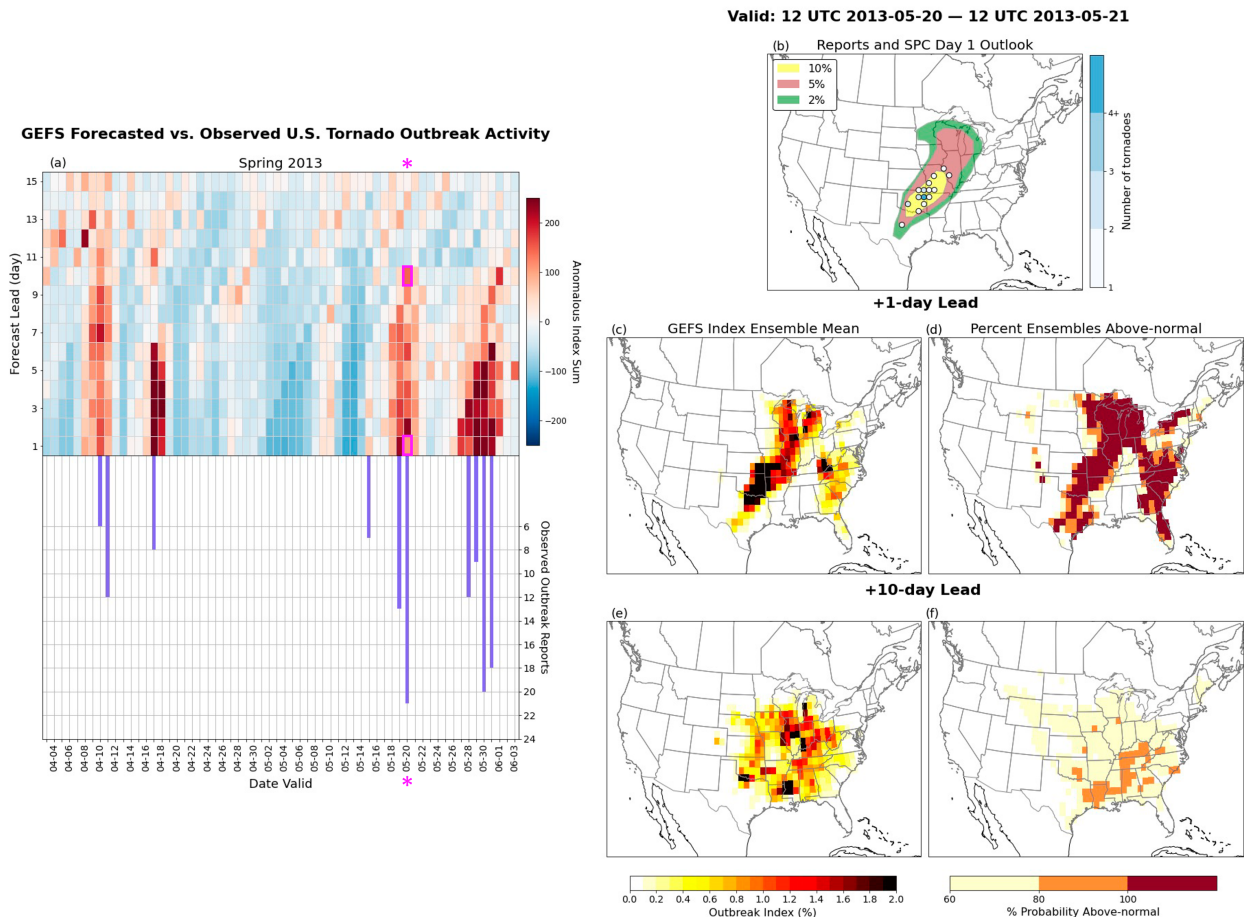 Valid: 12 UTC 2013-05-20 — 12 UTC 2013-05-21
GEFS Forecasted vs. Observed U.S. Tornado Outbreak Activity
(a)
Spring 2013
*
15
13
11
9
7
5
3
1
Forecast Lead (day)
200
100
0
−100
−200
Anomalous Index Sum
6
8
10
12
14
16
18
20
22
24
Observed Outbreak Reports
04-04
04-06
04-08
04-10
04-12
04-14
04-16
04-18
04-20
04-22
04-24
04-26
04-28
04-30
05-02
05-04
05-06
05-08
05-10
05-12
05-14
05-16
05-18
05-20
05-22
05-24
05-26
05-28
05-30
06-01
06-03
Date Valid
*
(b)
Reports and SPC Day 1 Outlook
10%
5%
2%
4+
3
2
1
Number of tornadoes
+1-day Lead
(c)
GEFS Index Ensemble Mean
(d)
Percent Ensembles Above-normal
+10-day Lead
(e)
(f)
0.0 0.2 0.4 0.6 0.8 1.0 1.2 1.4 1.6 1.8 2.0
Outbreak Index (%)
60 80 100
% Probability Above-normal